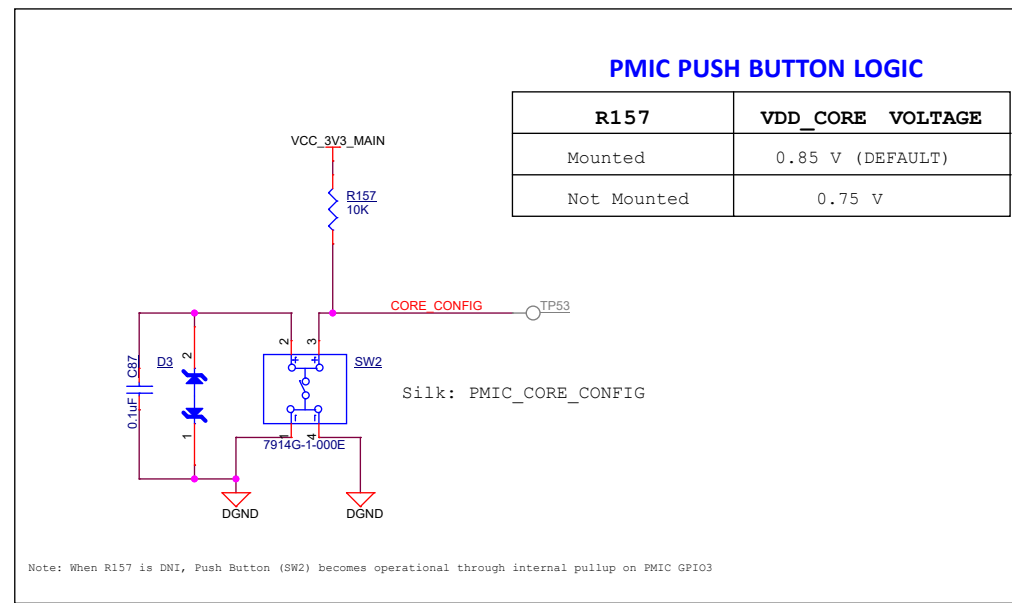 PMIC PUSH BUTTON LOGIC
R157 VDD_CORE VOLTAGE
Mounted 0.85 V (DEFAULT)
Not Mounted 0.75 V
VCC_3V3_MAIN
R157
10K
CORE_CONFIG TP53
2 3
C87 D3 2 SW2
+ +
Silk: PMIC_CORE_CONFIG
0.1uF 1
1 4
7914G-1-000E
DGND DGND
Note: When R157 is DNI, Push Button (SW2) becomes operational through internal pullup on PMIC GPIO3